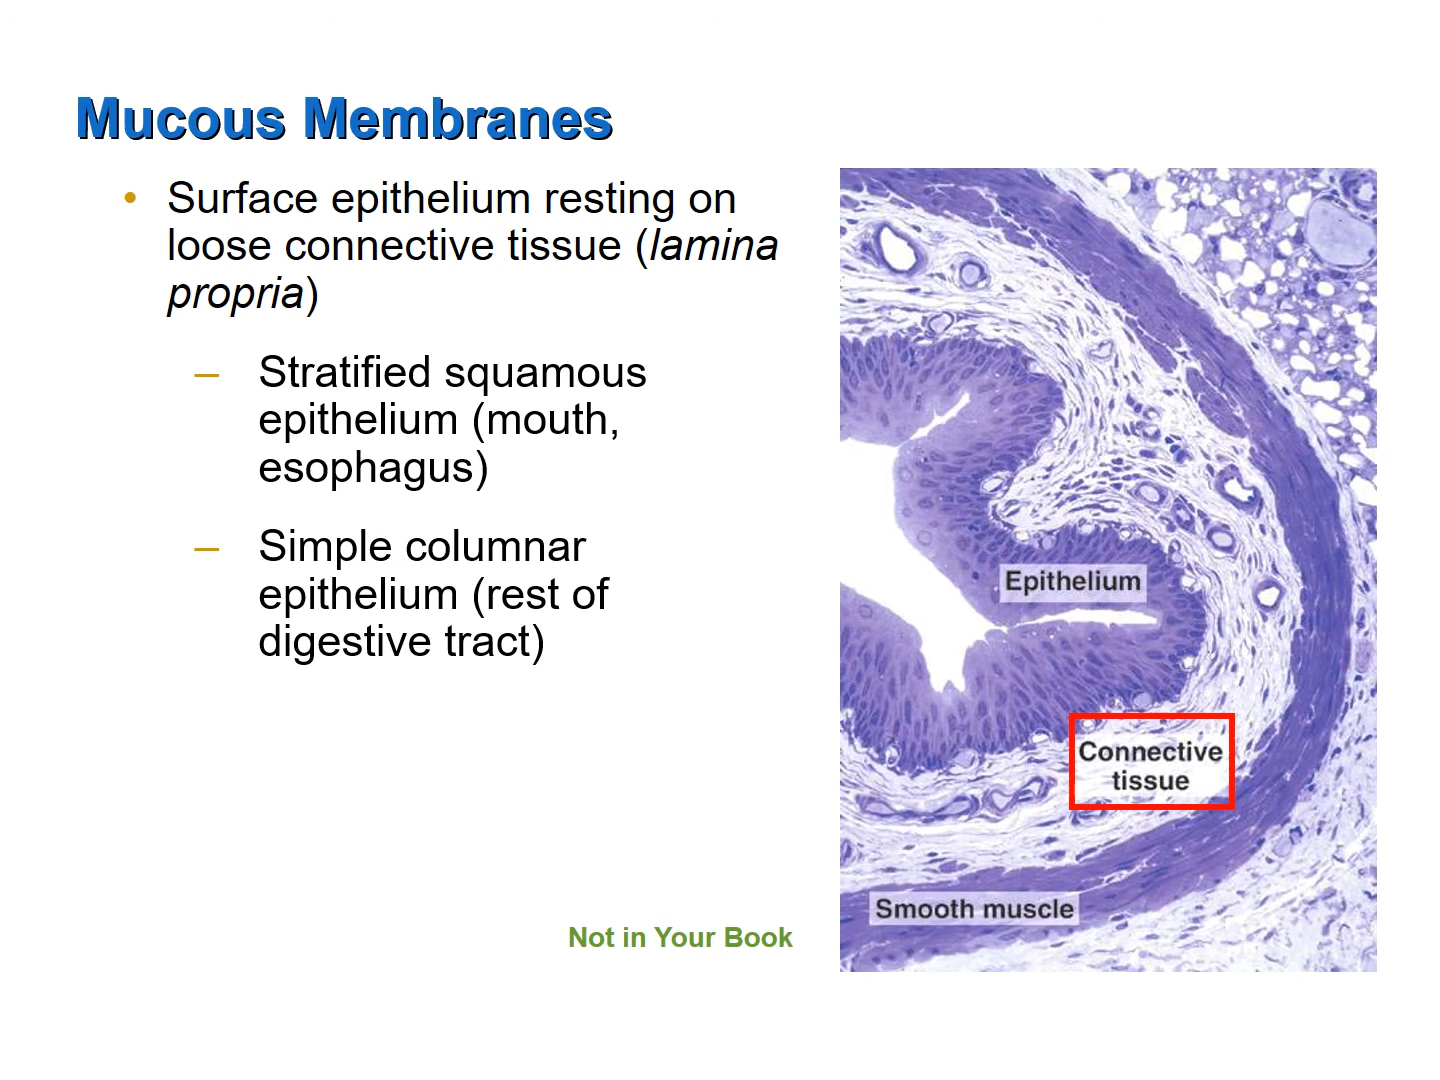 Mucous Membranes
• Surface epithelium resting on
loose connective tissue (lamina
propria)
– Stratified squamous
epithelium (mouth,
esophagus)
– Simple columnar
epithelium (rest of
digestive tract)
Epithelium
Connective
tissue
Smooth muscle
Not in Your Book